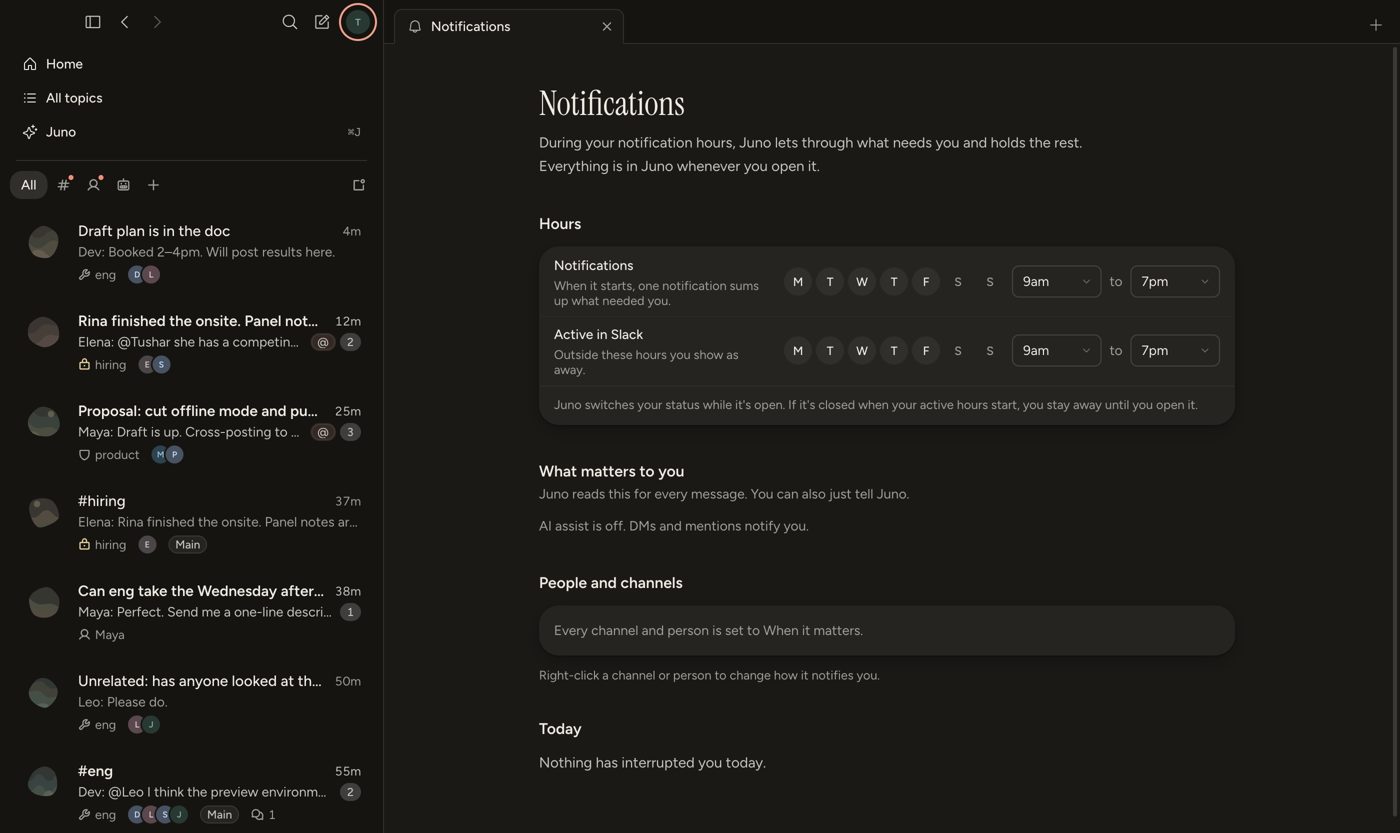 T
Home
All topics
Juno ⌘J
All
Draft plan is in the doc 4m
Dev: Booked 2–4pm. Will post results here.
eng D L
Rina finished the onsite. Panel not... 12m
Elena: @Tushar she has a competin... @ 2
hiring E S
Proposal: cut offline mode and pu... 25m
Maya: Draft is up. Cross-posting to ... @ 3
product M P
#hiring 37m
Elena: Rina finished the onsite. Panel notes ar...
hiring E Main
Can eng take the Wednesday after... 38m
Maya: Perfect. Send me a one-line descri... 1
Maya
Unrelated: has anyone looked at th... 50m
Leo: Please do.
eng L J
#eng 55m
Dev: @Leo I think the preview environm... 2
eng D L S J Main 1
Notifications
Notifications
During your notification hours, Juno lets through what needs you and holds the rest.
Everything is in Juno whenever you open it.
Hours
Notifications
When it starts, one notification sums
up what needed you.
M T W T F S S 9am to 7pm
Active in Slack
Outside these hours you show as
away.
M T W T F S S 9am to 7pm
Juno switches your status while it's open. If it's closed when your active hours start, you stay away until you open it.
What matters to you
Juno reads this for every message. You can also just tell Juno.
AI assist is off. DMs and mentions notify you.
People and channels
Every channel and person is set to When it matters.
Right-click a channel or person to change how it notifies you.
Today
Nothing has interrupted you today.